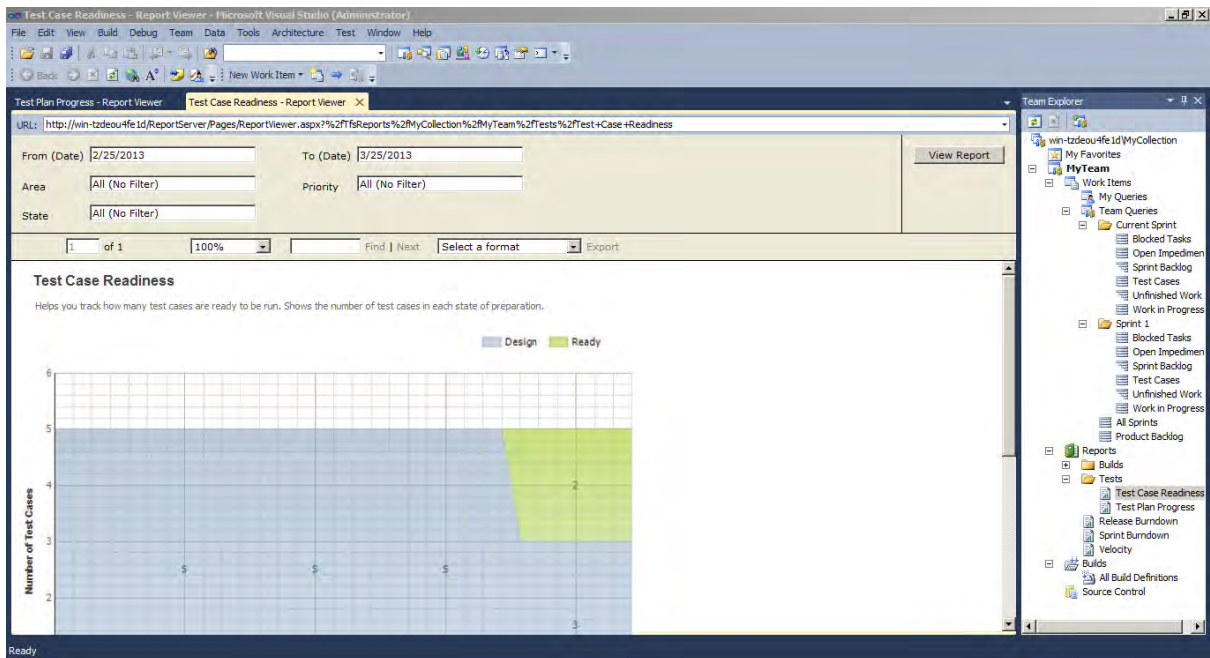 Test Case Readiness - Report Viewer - Microsoft Visual Studio (Administrator)
File Edit View Build Debug Team Data Tools Architecture Test Window Help
Back New Work Item
Test Plan Progress - Report Viewer Test Case Readiness - Report Viewer
URL: http://win-tzdeou4fe1d/ReportServer/Pages/ReportViewer.aspx?%2fTfsReports%2fMyCollection%2fMyTeam%2fTests%2fTest+Case+Readiness
From (Date) 2/25/2013 To (Date) 3/25/2013 View Report
Area All (No Filter) Priority All (No Filter)
State All (No Filter)
1 of 1 100% Find | Next Select a format Export
Test Case Readiness
Helps you track how many test cases are ready to be run. Shows the number of test cases in each state of preparation.
Design Ready
6
5
4 2
3
5 5 5
2
3
Number of Test Cases
Team Explorer
win-tzdeou4fe1d\MyCollection
My Favorites
MyTeam
Work Items
My Queries
Team Queries
Current Sprint
Blocked Tasks
Open Impedimen
Sprint Backlog
Test Cases
Unfinished Work
Work in Progress
Sprint 1
Blocked Tasks
Open Impedimen
Sprint Backlog
Test Cases
Unfinished Work
Work in Progress
All Sprints
Product Backlog
Reports
Builds
Tests
Test Case Readiness
Test Plan Progress
Release Burndown
Sprint Burndown
Velocity
Builds
All Build Definitions
Source Control
Ready